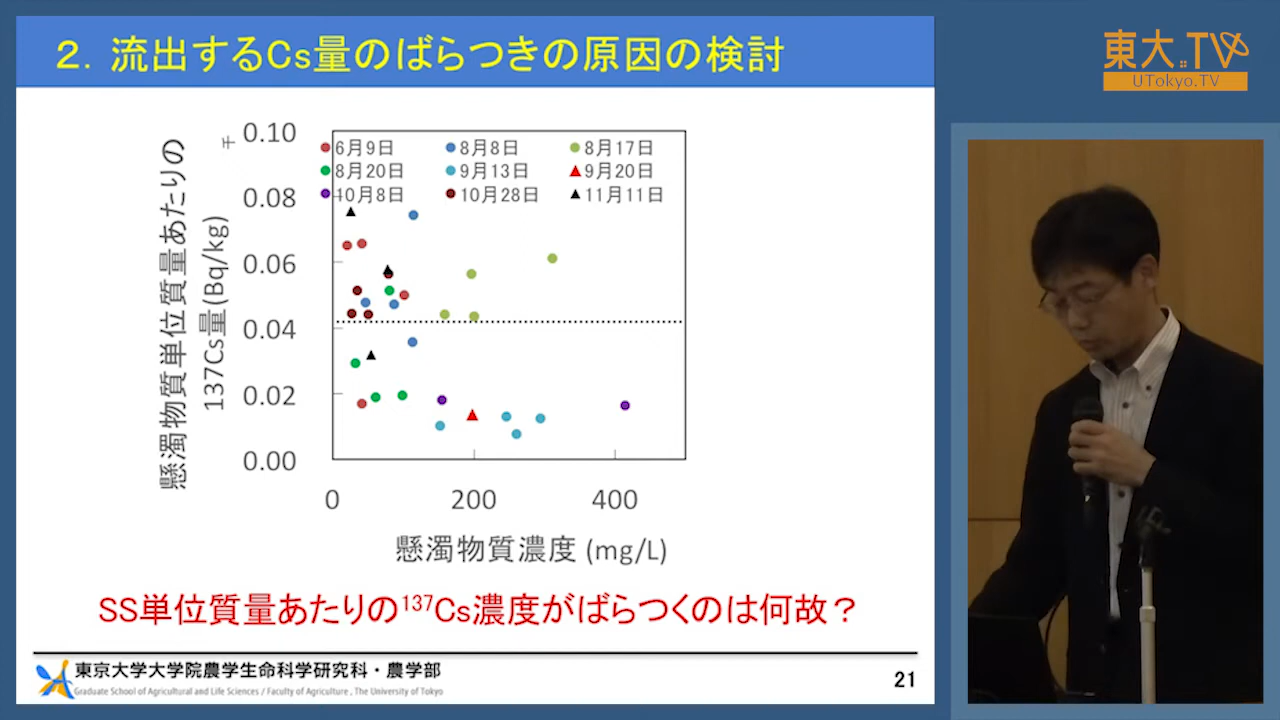 2．流出するCs量のばらつきの原因の検討
東大.TV
UTokyo.TV
懸濁物質単位質量あたりの
137Cs量(Bq/kg)
千
0.10
0.08
0.06
0.04
0.02
0.00
6月9日 8月8日 8月17日
8月20日 9月13日 9月20日
10月8日 10月28日 11月11日
0 200 400
懸濁物質濃度 (mg/L)
SS単位質量あたりの¹³⁷Cs濃度がばらつくのは何故？
東京大学大学院農学生命科学研究科・農学部
Graduate School of Agricultural and Life Sciences / Faculty of Agriculture , The University of Tokyo
21